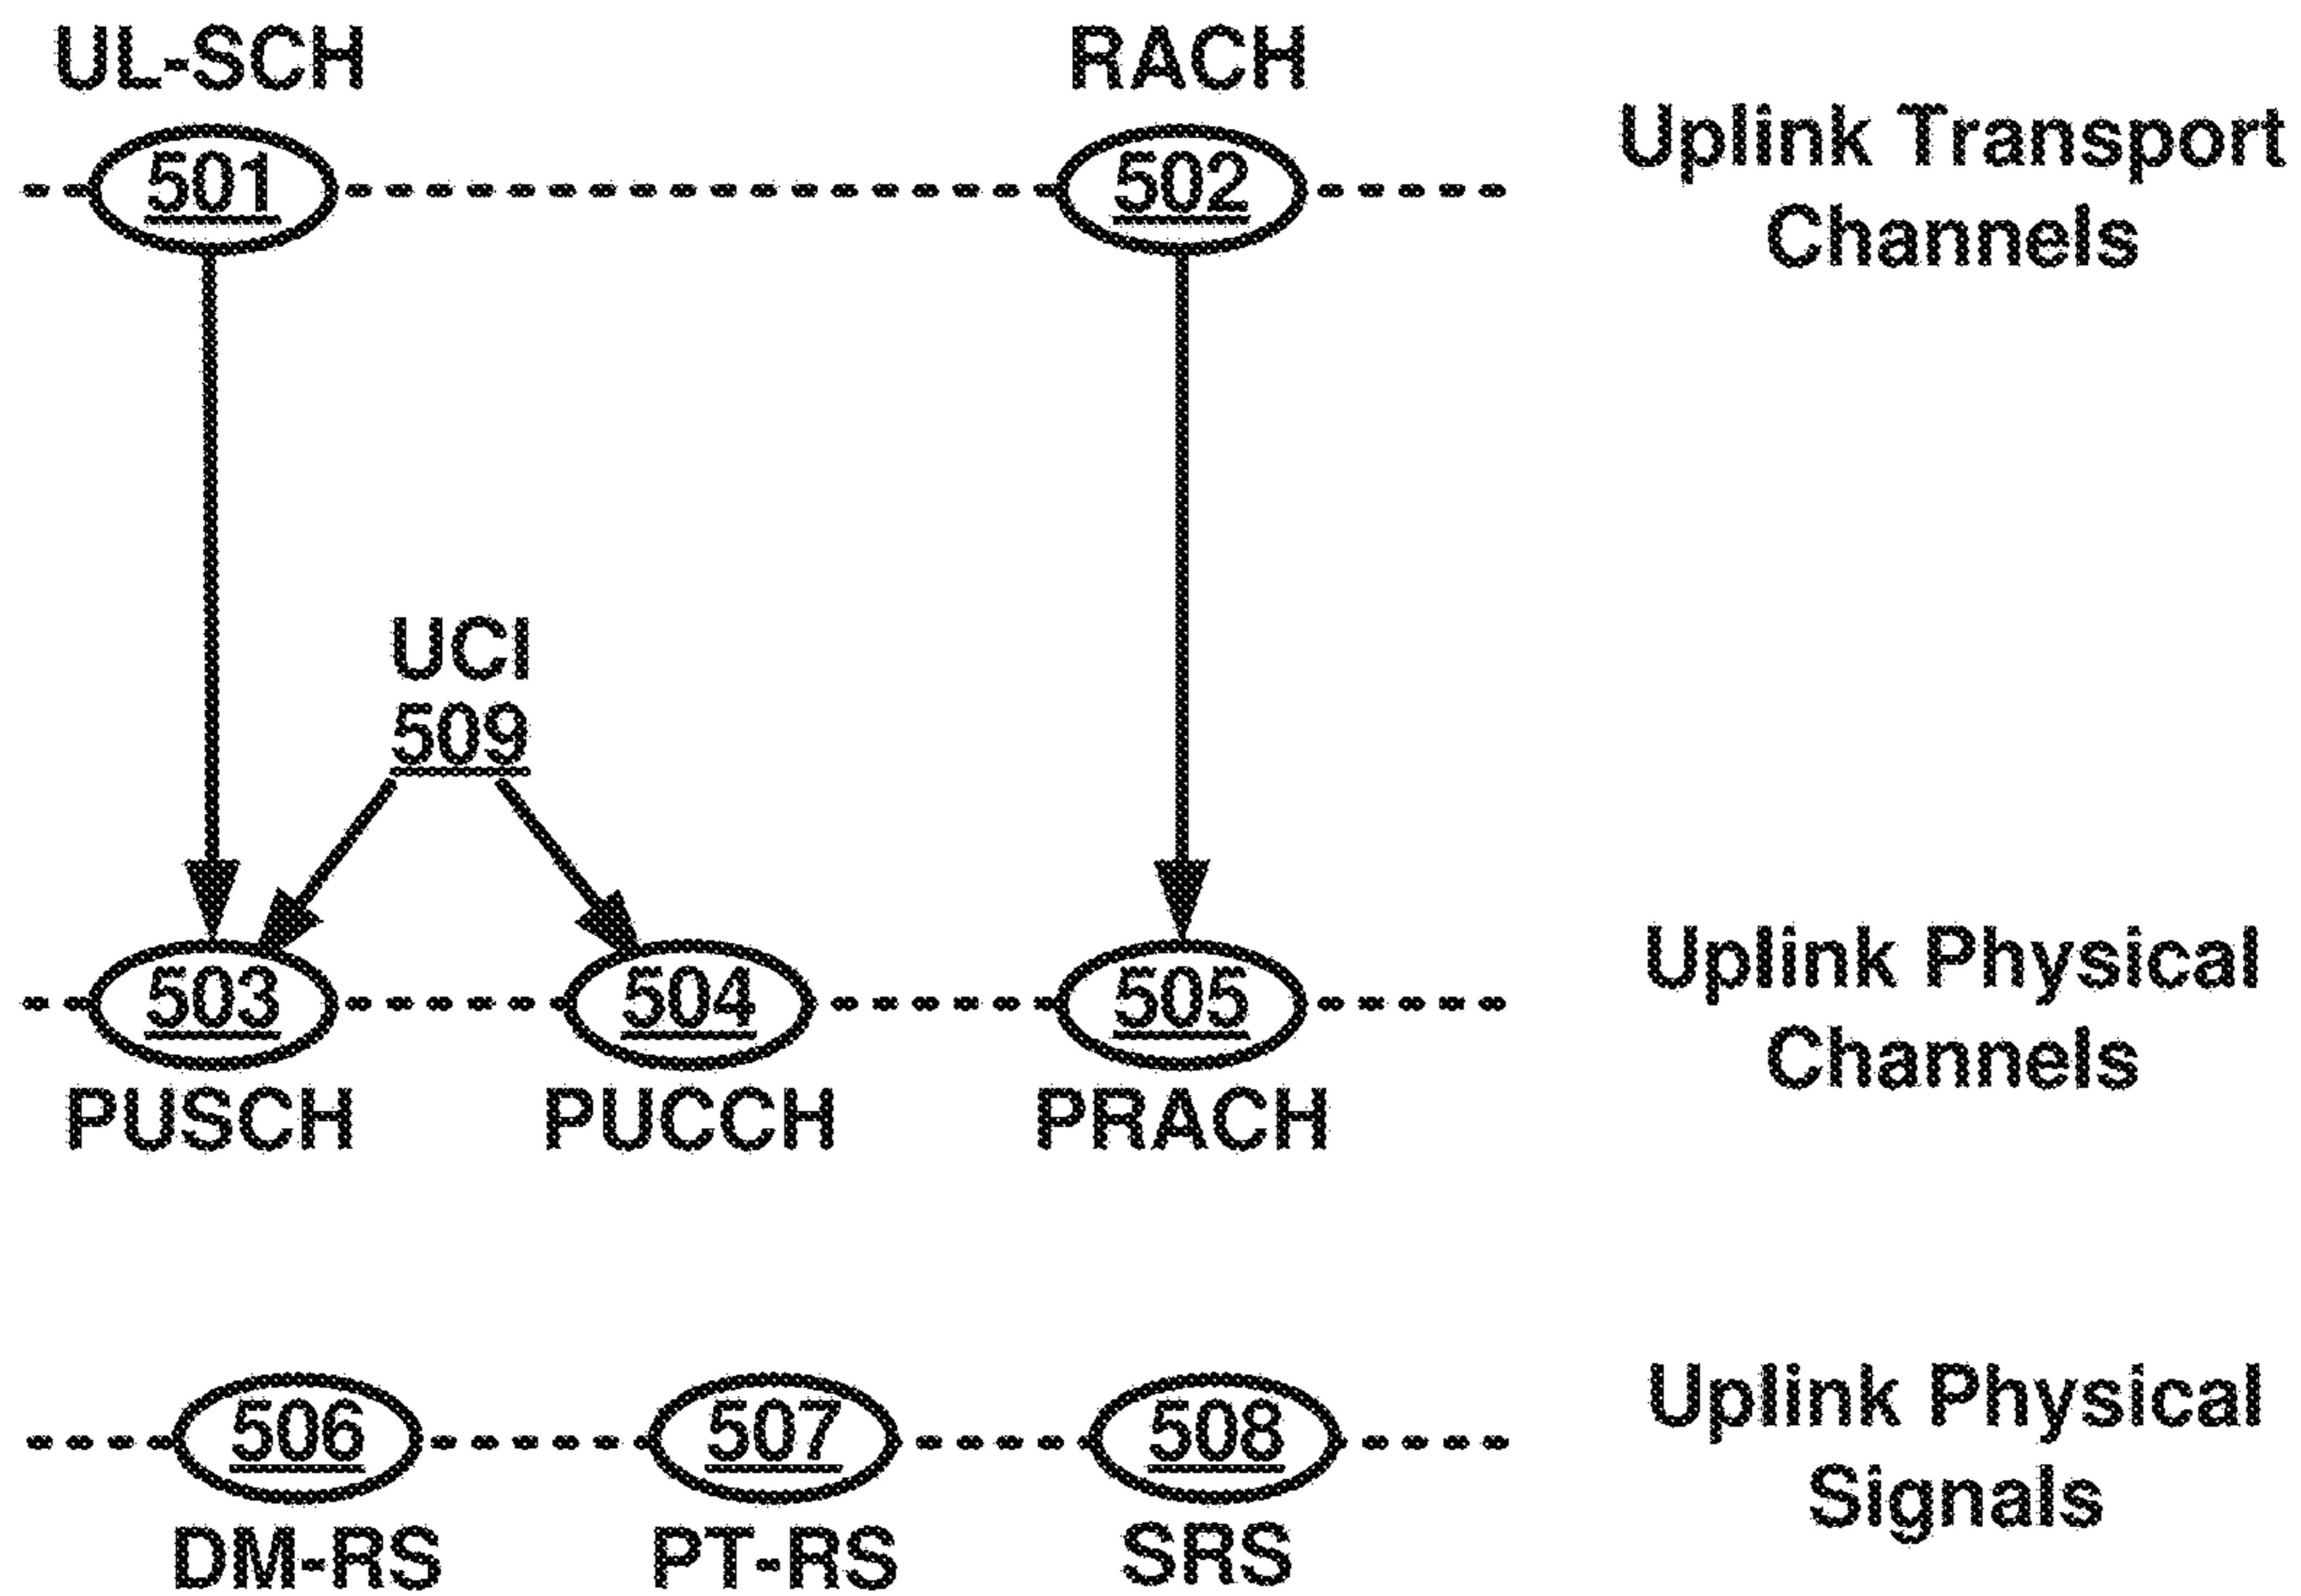 UL-SCH
RACH
501
502
Uplink Transport
Channels
UCI
509
503
504
505
Uplink Physical
Channels
PUSCH
PUCCH
PRACH
506
507
508
Uplink Physical
Signals
DM-RS
PT-RS
SRS